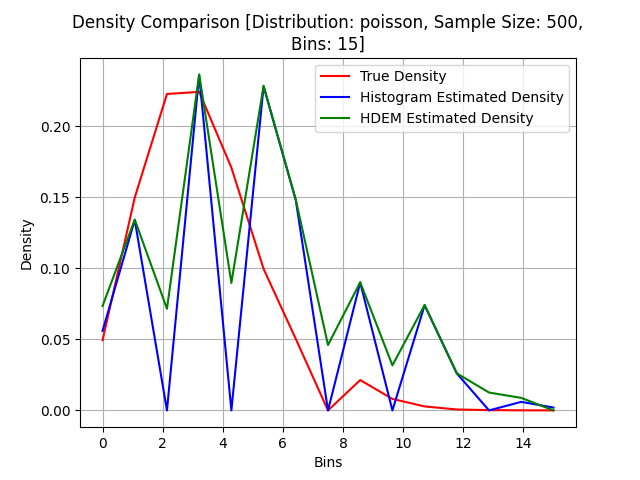 Density Comparison [Distribution: poisson, Sample Size: 500,
Bins: 15]
True Density
Histogram Estimated Density
HDEM Estimated Density
Density
0.20
0.15
0.10
0.05
0.00
0 2 4 6 8 10 12 14
Bins